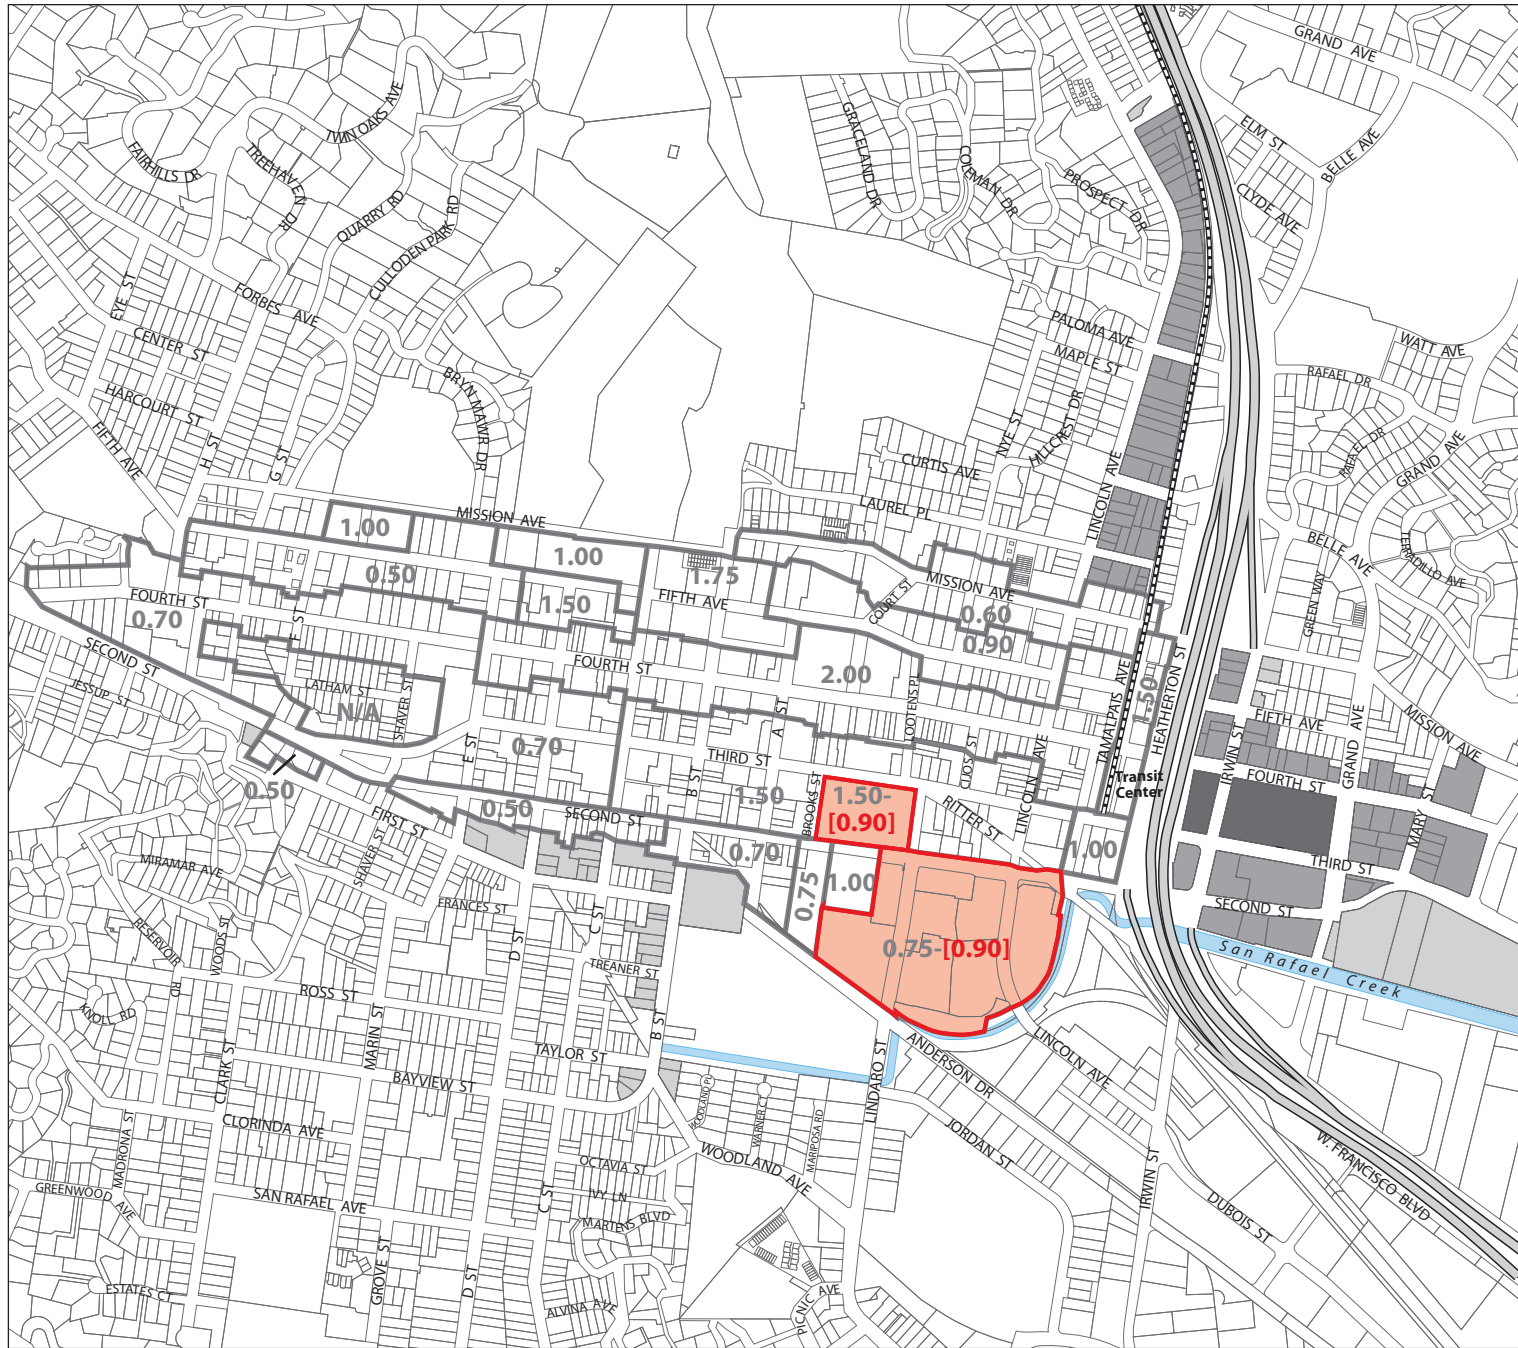 GRAND AVE
TWIN OAKS AVE
FAIRHILLS DR
TREEHAVEN DR
QUARRY RD
CULLODEN PARK RD
GRACELAND DR
COLEMAN DR
PROSPECT DR
ELM ST
BELLE AVE
CLYDE AVE
EYE ST
FORBES AVE
CENTER ST
HARCOURT ST
FIFTH AVE
H ST
G ST
BRYN MAWR DR
PALOMA AVE
MAPLE ST
NYE ST
HILLCREST DR
CURTIS AVE
LAUREL PL
LINCOLN AVE
WATT AVE
RAFAEL DR
RAFAEL DR
GRAND AVE
BELLE AVE
TERRADILLO AVE
GREEN WAY
MISSION AVE
1.00
1.00
1.75
0.50
1.50
FIFTH AVE
COURT ST
MISSION AVE
0.60
0.90
FOURTH ST
0.70
F ST
SECOND ST
JESSUP ST
LATHAM ST
N/A
SHAVER ST
FOURTH ST
2.00
LOOTENS PL
A ST
TAMALPAIS AVE
1.50
HEATHERTON ST
E ST
0.70
THIRD ST
B ST
1.50
BROOKS ST
1.50-
[0.90]
CIJOS ST
LINCOLN AVE
RITTER ST
Transit
Center
IRWIN ST
FIFTH AVE
GRAND AVE
MISSION AVE
FOURTH ST
MARY ST
THIRD ST
SECOND ST
0.50
0.50
SECOND ST
FIRST ST
0.70
0.75
1.00
1.00
0.75-[0.90]
San Rafael Creek
MIRAMAR AVE
SHAVER ST
FRANCES ST
RESERVOIR RD
WOODS ST
D ST
C ST
TREANER ST
ROSS ST
KNOLL RD
MARIN ST
B ST
TAYLOR ST
BAYVIEW ST
CLARK ST
CLORINDA AVE
MADRONA ST
GREENWOOD AVE
SAN RAFAEL AVE
GROVE ST
D ST
C ST
OCTAVIA ST
IVY LN
MARTENS BLVD
ALVINA AVE
ESTATES CT
WOODLAND PL
WARNER CT
MARIPOSA RD
WOODLAND AVE
PICNIC AVE
LINDARO ST
ANDERSON DR
LINCOLN AVE
JORDAN ST
IRWIN ST
DUBOIS ST
W. FRANCISCO BLVD